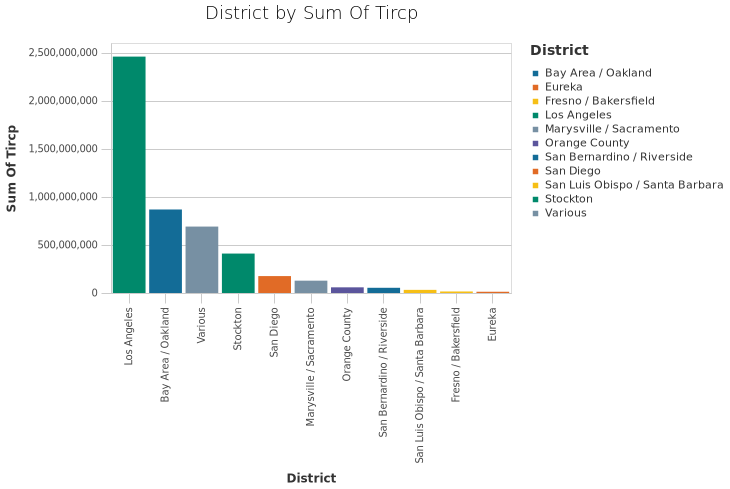 District by Sum Of Tircp
Sum Of Tircp
2,500,000,000
2,000,000,000
1,500,000,000
1,000,000,000
500,000,000
0
Los Angeles
Bay Area / Oakland
Various
Stockton
San Diego
Marysville / Sacramento
Orange County
San Bernardino / Riverside
San Luis Obispo / Santa Barbara
Fresno / Bakersfield
Eureka
District
District
Bay Area / Oakland
Eureka
Fresno / Bakersfield
Los Angeles
Marysville / Sacramento
Orange County
San Bernardino / Riverside
San Diego
San Luis Obispo / Santa Barbara
Stockton
Various